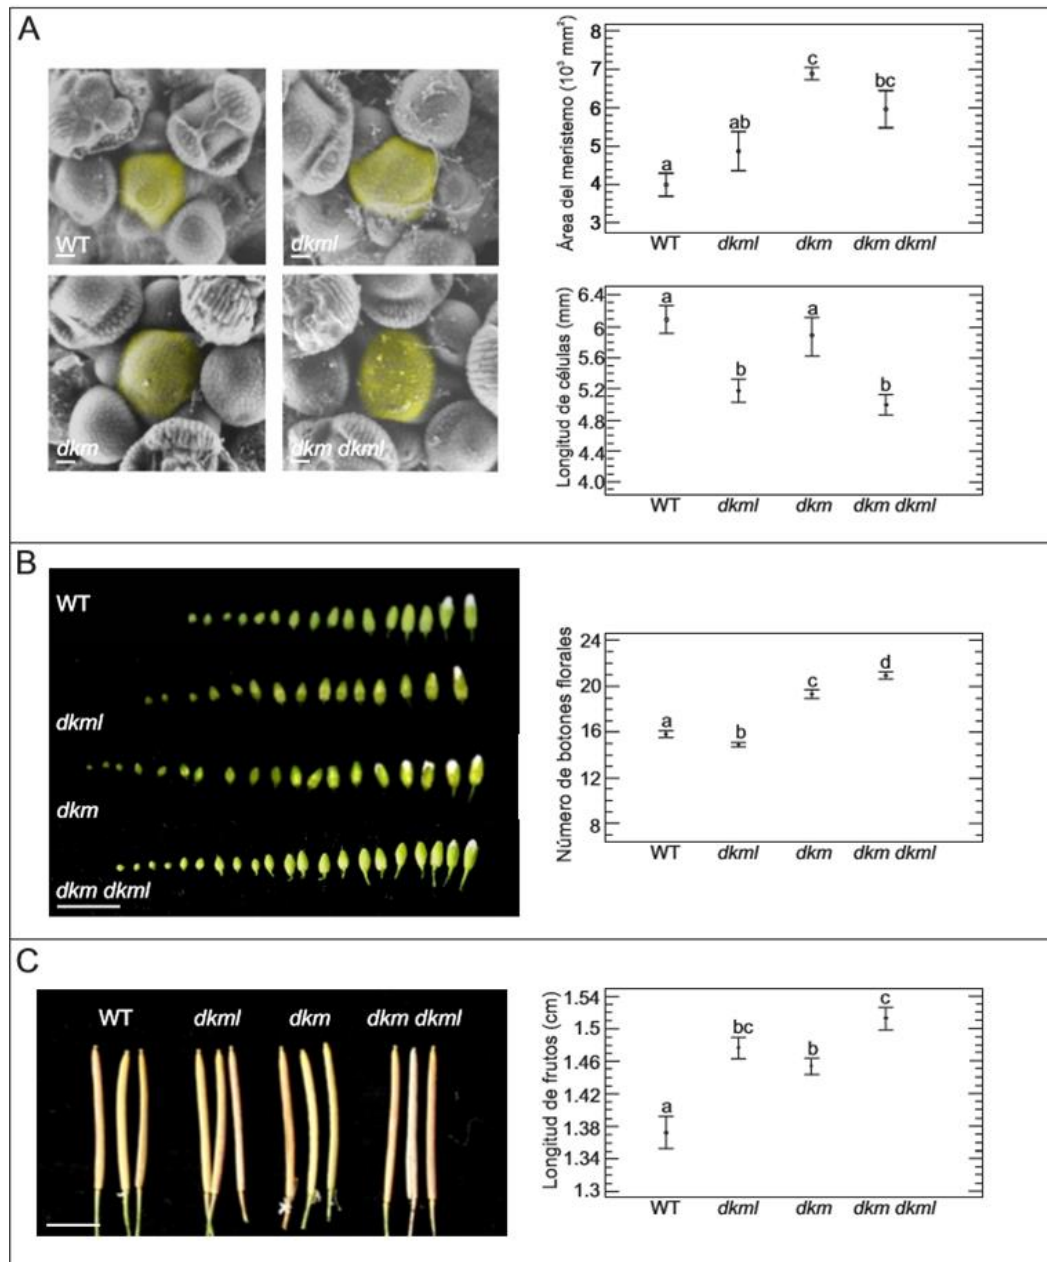 A
WT
dkml
dkm
dkm dkml
Área del meristemo (10³ mm²)
8
7
6
5
4
3
a
ab
c
bc
WT
dkml
dkm
dkm dkml
Longitud de células (mm)
6.4
6
5.6
5.2
4.8
4.4
4.0
a
b
a
b
WT
dkml
dkm
dkm dkml
B
WT
dkml
dkm
dkm dkml
Número de botones florales
24
20
16
12
8
a
b
c
d
WT
dkml
dkm
dkm dkml
C
WT dkml dkm dkm dkml
Longitud de frutos (cm)
1.54
1.5
1.46
1.42
1.38
1.34
1.3
a
bc
b
c
WT
dkml
dkm
dkm dkml